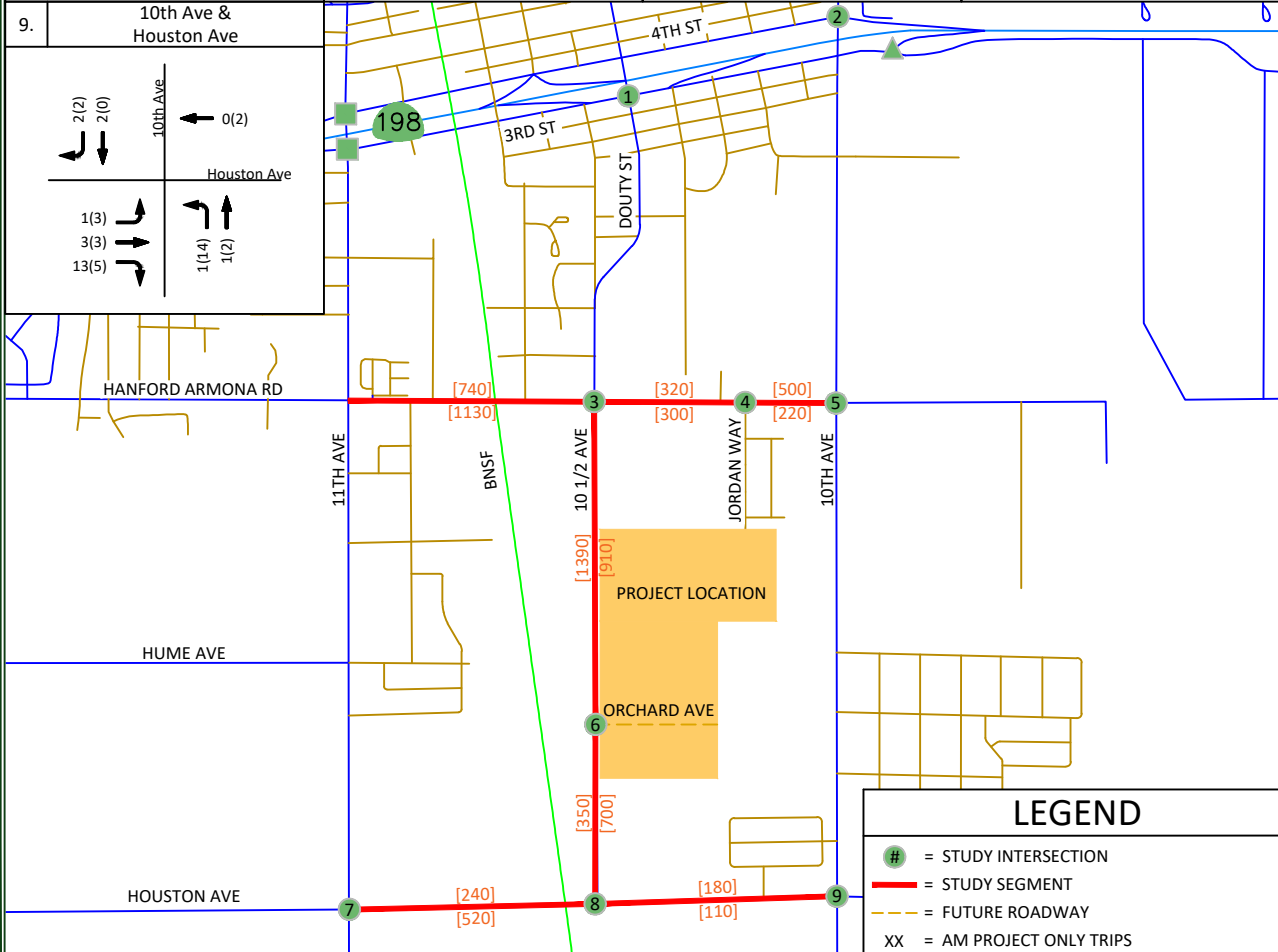 9.
10th Ave &
Houston Ave
2(2)
2(0)
10th Ave
0(2)
Houston Ave
1(3)
3(3)
13(5)
1(14)
1(2)
2
4TH ST
1
198
3RD ST
DOUTY ST
HANFORD ARMONA RD
[740]
[1130]
3
[320]
[300]
4
[500]
[220]
5
11TH AVE
BNSF
10 1/2 AVE
JORDAN WAY
10TH AVE
[1390]
[910]
PROJECT LOCATION
HUME AVE
ORCHARD AVE
6
[350]
[700]
HOUSTON AVE
7
[240]
[520]
8
[180]
[110]
9
LEGEND
# = STUDY INTERSECTION
= STUDY SEGMENT
= FUTURE ROADWAY
XX = AM PROJECT ONLY TRIPS